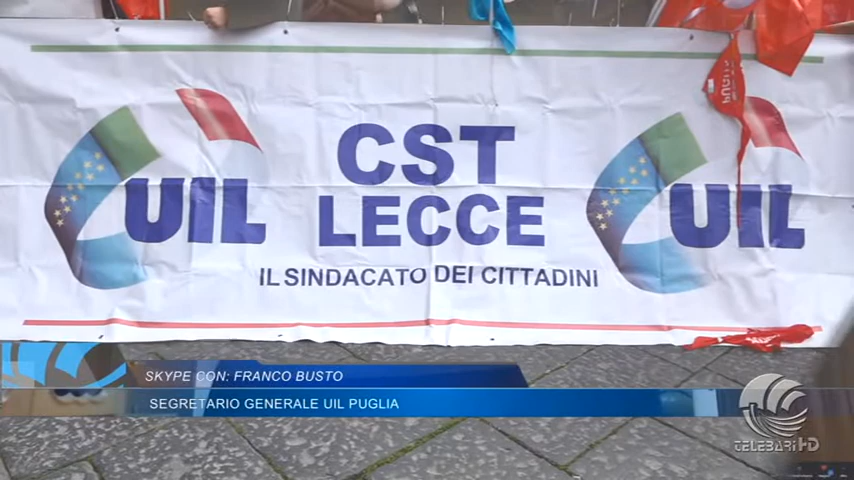 CST
LECCE
UIL
UIL
IL SINDACATO DEI CITTADINI
SKYPE CON: FRANCO BUSTO
SEGRETARIO GENERALE UIL PUGLIA
TELEBARI HD